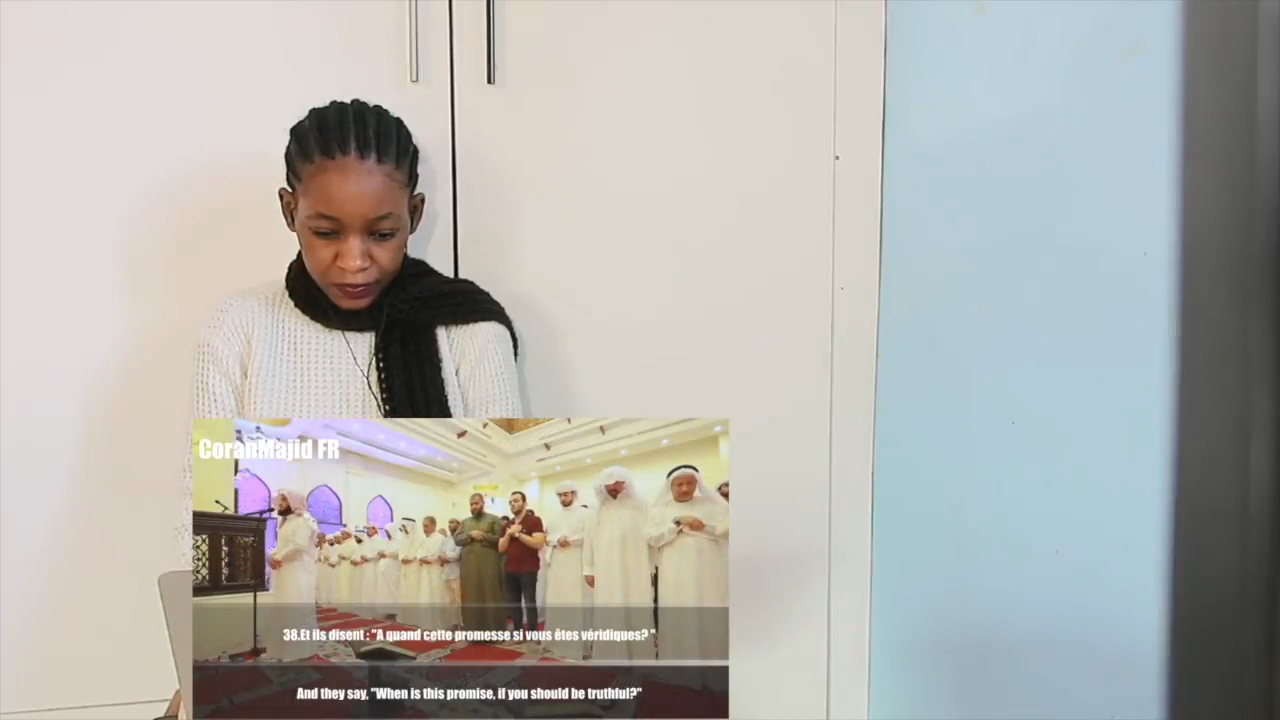 CoranMajid FR
38.Et ils disent : "A quand cette promesse si vous êtes véridiques? "
And they say, "When is this promise, if you should be truthful?"